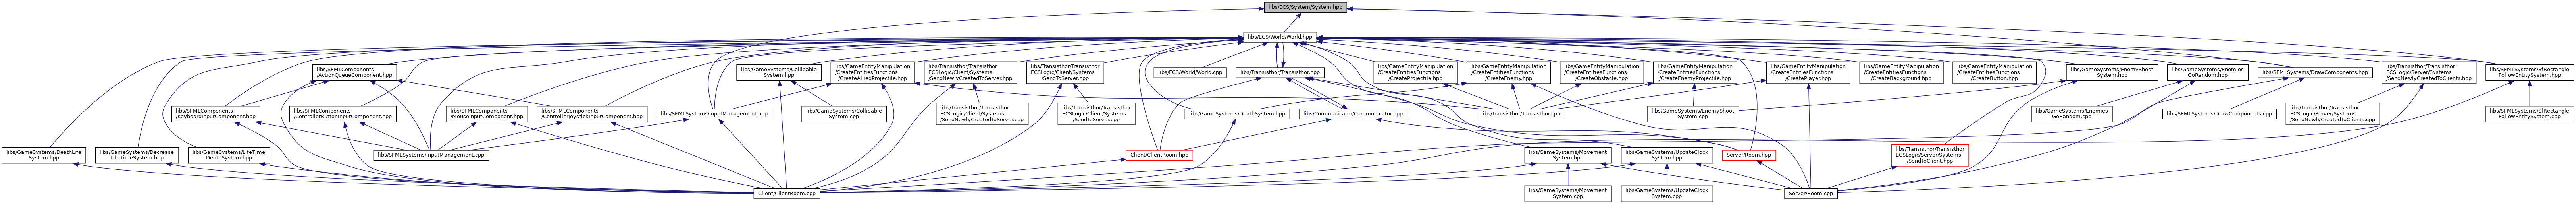 libs/ECS/System/System.hpp
libs/ECS/World/World.hpp
libs/SFMLComponents
/ActionQueueComponent.hpp
libs/GameSystems/Collidable
System.hpp
libs/GameEntityManipulation
/CreateEntitiesFunctions
/CreateAlliedProjectile.hpp
libs/Transisthor/Transisthor
ECSLogic/Client/Systems
/SendNewlyCreatedToServer.hpp
libs/Transisthor/Transisthor
ECSLogic/Client/Systems
/SendToServer.hpp
libs/ECS/World/World.cpp
libs/Transisthor/Transisthor.hpp
libs/GameEntityManipulation
/CreateEntitiesFunctions
/CreateProjectile.hpp
libs/GameEntityManipulation
/CreateEntitiesFunctions
/CreateEnemy.hpp
libs/GameEntityManipulation
/CreateEntitiesFunctions
/CreateObstacle.hpp
libs/GameEntityManipulation
/CreateEntitiesFunctions
/CreateEnemyProjectile.hpp
libs/GameEntityManipulation
/CreateEntitiesFunctions
/CreatePlayer.hpp
libs/GameEntityManipulation
/CreateEntitiesFunctions
/CreateBackground.hpp
libs/GameEntityManipulation
/CreateEntitiesFunctions
/CreateButton.hpp
libs/GameSystems/EnemyShoot
System.hpp
libs/GameSystems/Enemies
GoRandom.hpp
libs/SFMLSystems/DrawComponents.hpp
libs/Transisthor/Transisthor
ECSLogic/Server/Systems
/SendNewlyCreatedToClients.hpp
libs/SFMLSystems/SfRectangle
FollowEntitySystem.hpp
libs/SFMLComponents
/KeyboardInputComponent.hpp
libs/SFMLComponents
/ControllerButtonInputComponent.hpp
libs/SFMLComponents
/MouseInputComponent.hpp
libs/SFMLComponents
/ControllerJoystickInputComponent.hpp
libs/SFMLSystems/InputManagement.hpp
libs/GameSystems/Collidable
System.cpp
libs/Transisthor/Transisthor
ECSLogic/Client/Systems
/SendNewlyCreatedToServer.cpp
libs/Transisthor/Transisthor
ECSLogic/Client/Systems
/SendToServer.cpp
libs/GameSystems/DeathSystem.hpp
libs/Communicator/Communicator.hpp
libs/Transisthor/Transisthor.cpp
libs/GameSystems/EnemyShoot
System.cpp
libs/GameSystems/Enemies
GoRandom.cpp
libs/SFMLSystems/DrawComponents.cpp
libs/Transisthor/Transisthor
ECSLogic/Server/Systems
/SendNewlyCreatedToClients.cpp
libs/SFMLSystems/SfRectangle
FollowEntitySystem.cpp
libs/GameSystems/DeathLife
System.hpp
libs/GameSystems/Decrease
LifeTimeSystem.hpp
libs/GameSystems/LifeTime
DeathSystem.hpp
libs/SFMLSystems/InputManagement.cpp
Client/ClientRoom.hpp
libs/GameSystems/Movement
System.hpp
libs/GameSystems/UpdateClock
System.hpp
Server/Room.hpp
libs/Transisthor/Transisthor
ECSLogic/Server/Systems
/SendToClient.hpp
Client/ClientRoom.cpp
libs/GameSystems/Movement
System.cpp
libs/GameSystems/UpdateClock
System.cpp
Server/Room.cpp